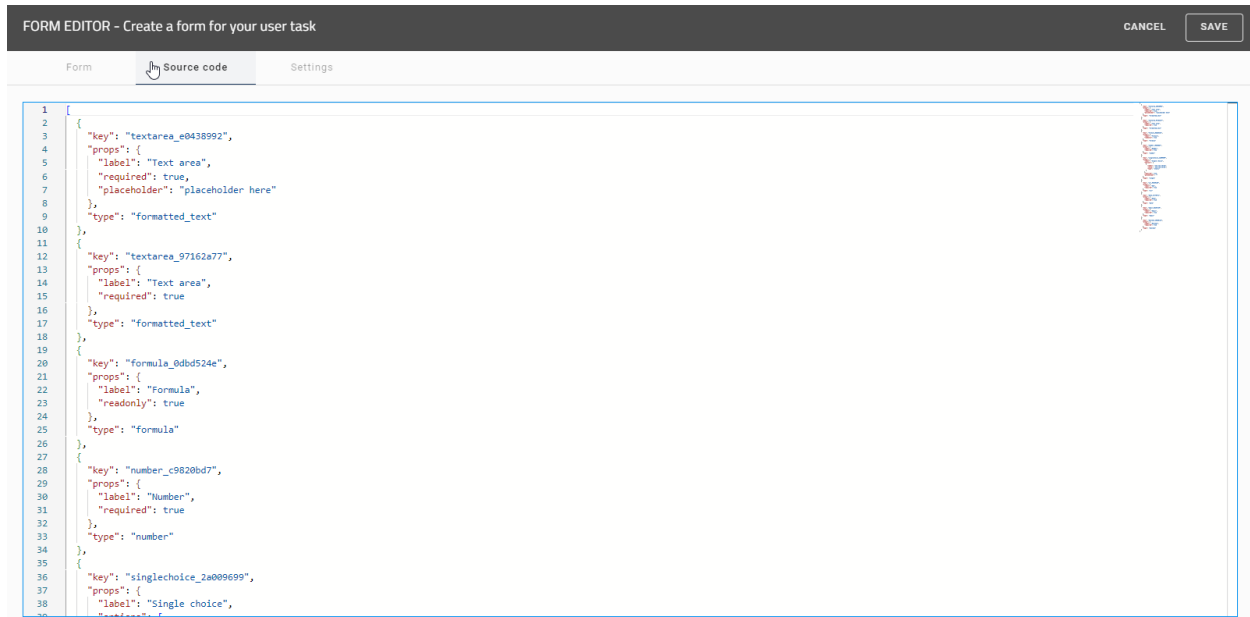 FORM EDITOR - Create a form for your user task
CANCEL
SAVE
Form
Source code
Settings
1 [
2 {
3 "key": "textarea_e0438992",
4 "props": {
5 "label": "Text area",
6 "required": true,
7 "placeholder": "placeholder here"
8 },
9 "type": "formatted_text"
10 },
11 {
12 "key": "textarea_97162a77",
13 "props": {
14 "label": "Text area",
15 "required": true
16 },
17 "type": "formatted_text"
18 },
19 {
20 "key": "formula_0dbd524e",
21 "props": {
22 "label": "Formula",
23 "readonly": true
24 },
25 "type": "formula"
26 },
27 {
28 "key": "number_c9820bd7",
29 "props": {
30 "label": "Number",
31 "required": true
32 },
33 "type": "number"
34 },
35 {
36 "key": "singlechoice_2a009699",
37 "props": {
38 "label": "Single choice",